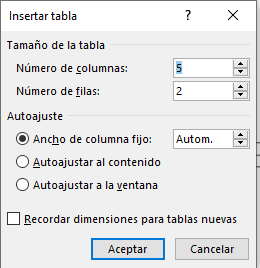 Insertar tabla
Tamaño de la tabla
Número de columnas: 5
Número de filas: 2
Autoajuste
Ancho de columna fijo: Autom.
Autoajustar al contenido
Autoajustar a la ventana
Recordar dimensiones para tablas nuevas
Aceptar Cancelar